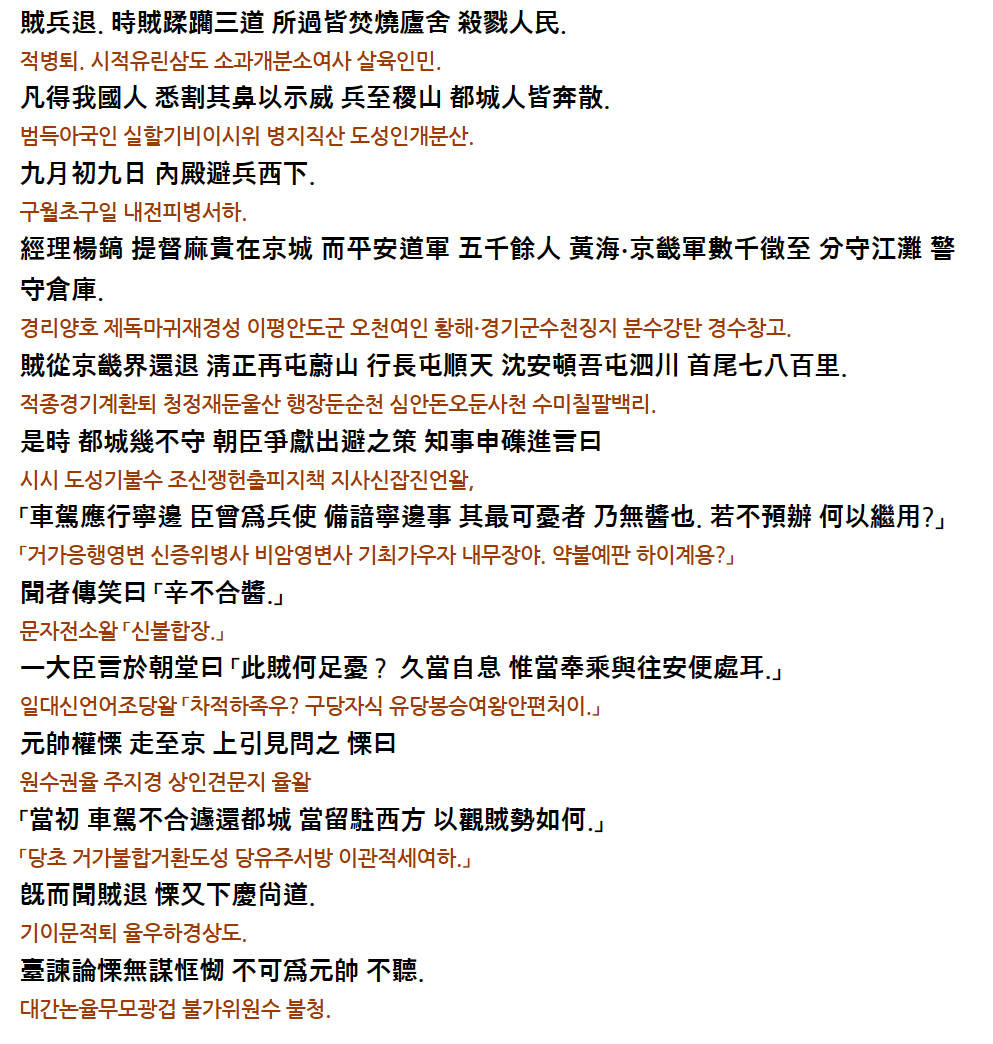 賊兵退. 時賊蹂躪三道 所過皆焚燒廬舍 殺戮人民.
적병퇴. 시적유린삼도 소과개분소여사 살육인민.
凡得我國人 悉割其鼻以示威 兵至稷山 都城人皆奔散.
범득아국인 실할기비이시위 병지직산 도성인개분산.
九月初九日 內殿避兵西下.
구월초구일 내전피병서하.
經理楊鎬 提督麻貴在京城 而平安道軍 五千餘人 黃海·京畿軍數千徵至 分守江灘 警
守倉庫.
경리양호 제독마귀재경성 이평안도군 오천여인 황해·경기군수천징지 분수강탄 경수창고.
賊從京畿界還退 淸正再屯蔚山 行長屯順天 沈安頓吾屯泗川 首尾七八百里.
적종경기계환퇴 청정재둔울산 행장둔순천 심안돈오둔사천 수미칠팔백리.
是時 都城幾不守 朝臣爭獻出避之策 知事申磼進言曰
시시 도성기불수 조신쟁헌출피지책 지사신잡진언왈,
「車駕應行寧邊 臣曾爲兵使 備諳寧邊事 其最可憂者 乃無醬也. 若不預辦 何以繼用?」
「거가응행영변 신증위병사 비암영변사 기최가우자 내무장야. 약불예판 하이계용?」
聞者傳笑曰 「辛不合醬.」
문자전소왈 「신불합장.」
一大臣言於朝堂曰 「此賊何足憂？ 久當自息 惟當奉乘與往安便處耳.」
일대신언어조당왈 「차적하족우? 구당자식 유당봉승여왕안편처이.」
元帥權慄 走至京 上引見問之 慄曰
원수권율 주지경 상인견문지 율왈
「當初 車駕不合遽還都城 當留駐西方 以觀賊勢如何.」
「당초 거가불합거환도성 당유주서방 이관적세여하.」
旣而聞賊退 慄又下慶尙道.
기이문적퇴 율우하경상도.
臺諫論慄無謀恇㥘 不可爲元帥 不聽.
대간논율무모광겁 불가위원수 불청.